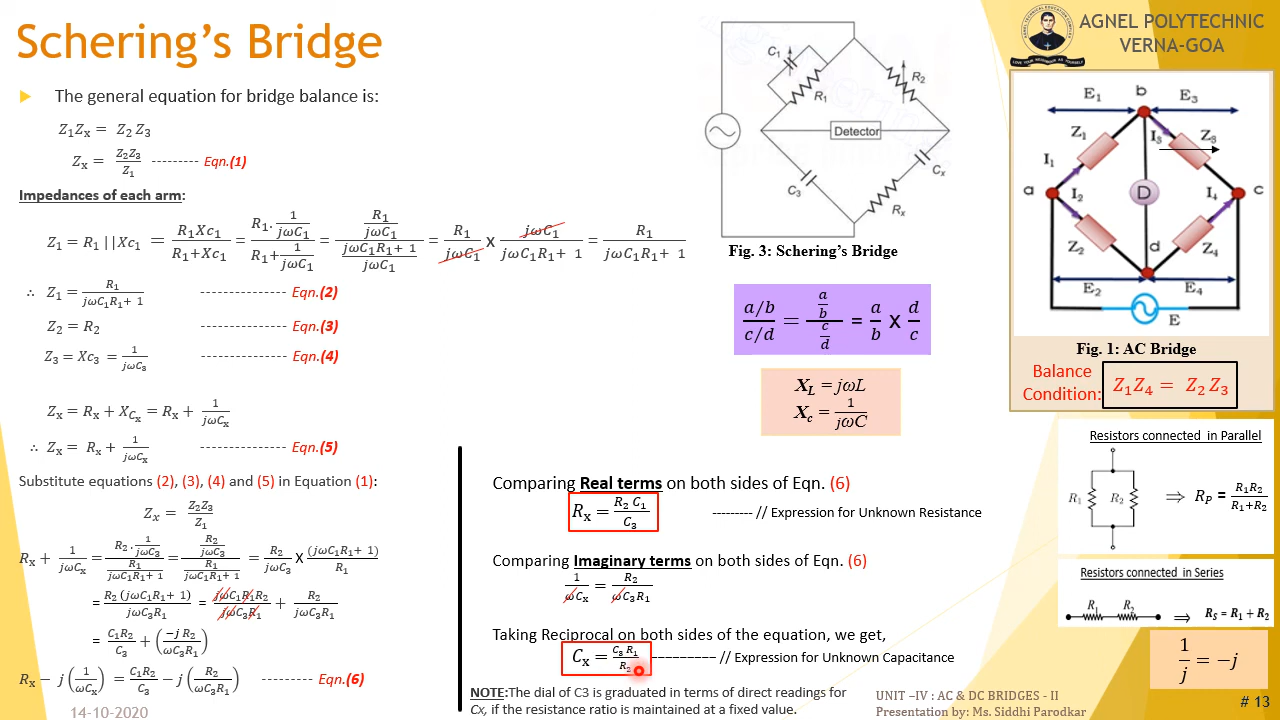 Schering's Bridge
The general equation for bridge balance is:
Z₁Zₓ = Z₂ Z₃
Zₓ = Z₂Z₃/Z₁ --------- Eqn.(1)
Impedances of each arm:
Z₁ = R₁ ||Xc₁ = R₁Xc₁/(R₁+Xc₁) = (R₁. 1/jωC₁)/(R₁+ 1/jωC₁) = (R₁/jωC₁)/((jωC₁R₁+ 1)/jωC₁) = R₁/jωC₁ x jωC₁/(jωC₁R₁+ 1) = R₁/(jωC₁R₁+ 1)
∴ Z₁ = R₁/(jωC₁R₁+ 1) --------------- Eqn.(2)
Z₂ = R₂ --------------- Eqn.(3)
Z₃ = Xc₃ = 1/jωC₃ --------------- Eqn.(4)
Zₓ = Rₓ + X_Cₓ = Rₓ + 1/jωCₓ
∴ Zₓ = Rₓ + 1/jωCₓ --------------- Eqn.(5)
Substitute equations (2), (3), (4) and (5) in Equation (1):
Zₓ = Z₂Z₃/Z₁
Rₓ + 1/jωCₓ = (R₂. 1/jωC₃)/(R₁/(jωC₁R₁+ 1)) = (R₂/jωC₃)/(R₁/(jωC₁R₁+ 1)) = R₂/jωC₃ X (jωC₁R₁+ 1)/R₁
= R₂ (jωC₁R₁+ 1)/jωC₃R₁ = jωC₁R₁R₂/jωC₃R₁ + R₂/jωC₃R₁
= C₁R₂/C₃ + (-j R₂/ωC₃R₁)
Rₓ − j (1/ωCₓ) = C₁R₂/C₃ − j (R₂/ωC₃R₁) --------- Eqn.(6)
14-10-2020
C₁
R₁
R₂
Detector
C₃
Cₓ
Rₓ
Fig. 3: Schering's Bridge
a/b / c/d = (a/b)/(c/d) = a/b x d/c
X_L = jωL
X_c = 1/jωC
Comparing Real terms on both sides of Eqn. (6)
Rₓ = R₂ C₁/C₃ -------- // Expression for Unknown Resistance
Comparing Imaginary terms on both sides of Eqn. (6)
1/ωCₓ = R₂/ωC₃R₁
Taking Reciprocal on both sides of the equation, we get,
Cₓ = C₃ R₁/R₂ ---------- // Expression for Unknown Capacitance
NOTE:The dial of C3 is graduated in terms of direct readings for
Cx, if the resistance ratio is maintained at a fixed value.
AGNEL POLYTECHNIC
VERNA-GOA
E₁ b E₃
Z₁ I₃ Z₃
I₁
a I₂ D I₄ c
Z₂ d Z₄
E₂ E₄
E
Fig. 1: AC Bridge
Balance
Condition: Z₁Z₄ = Z₂ Z₃
Resistors connected in Parallel
R₁ R₂ ⇒ R_P = R₁R₂/(R₁+R₂)
Resistors connected in Series
R₁ R₂ ⇒ R_S = R₁ + R₂
1/j = −j
UNIT –IV : AC & DC BRIDGES - II
Presentation by: Ms. Siddhi Parodkar
# 13